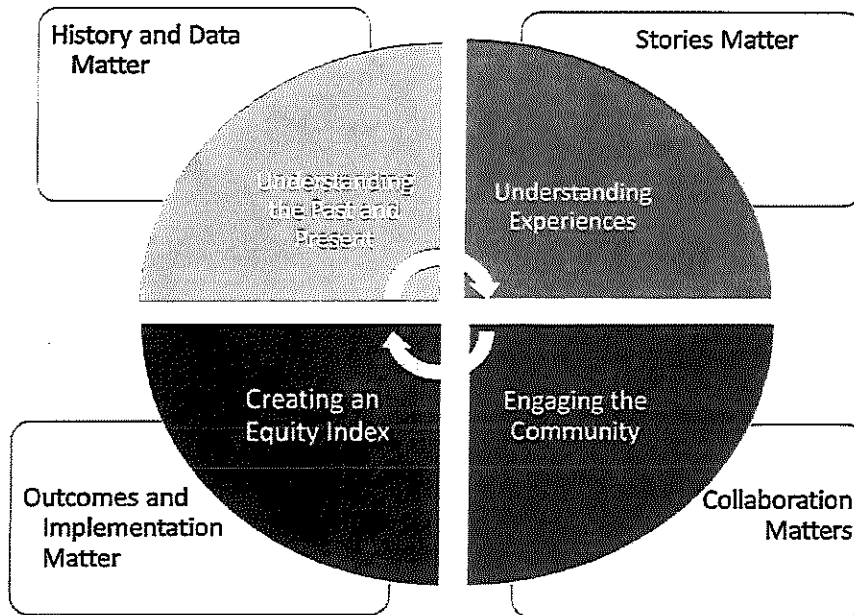 History and Data
Matter
Stories Matter
Understanding
the Past and
Present
Understanding
Experiences
Creating an
Equity Index
Engaging the
Community
Outcomes and
Implementation
Matter
Collaboration
Matters